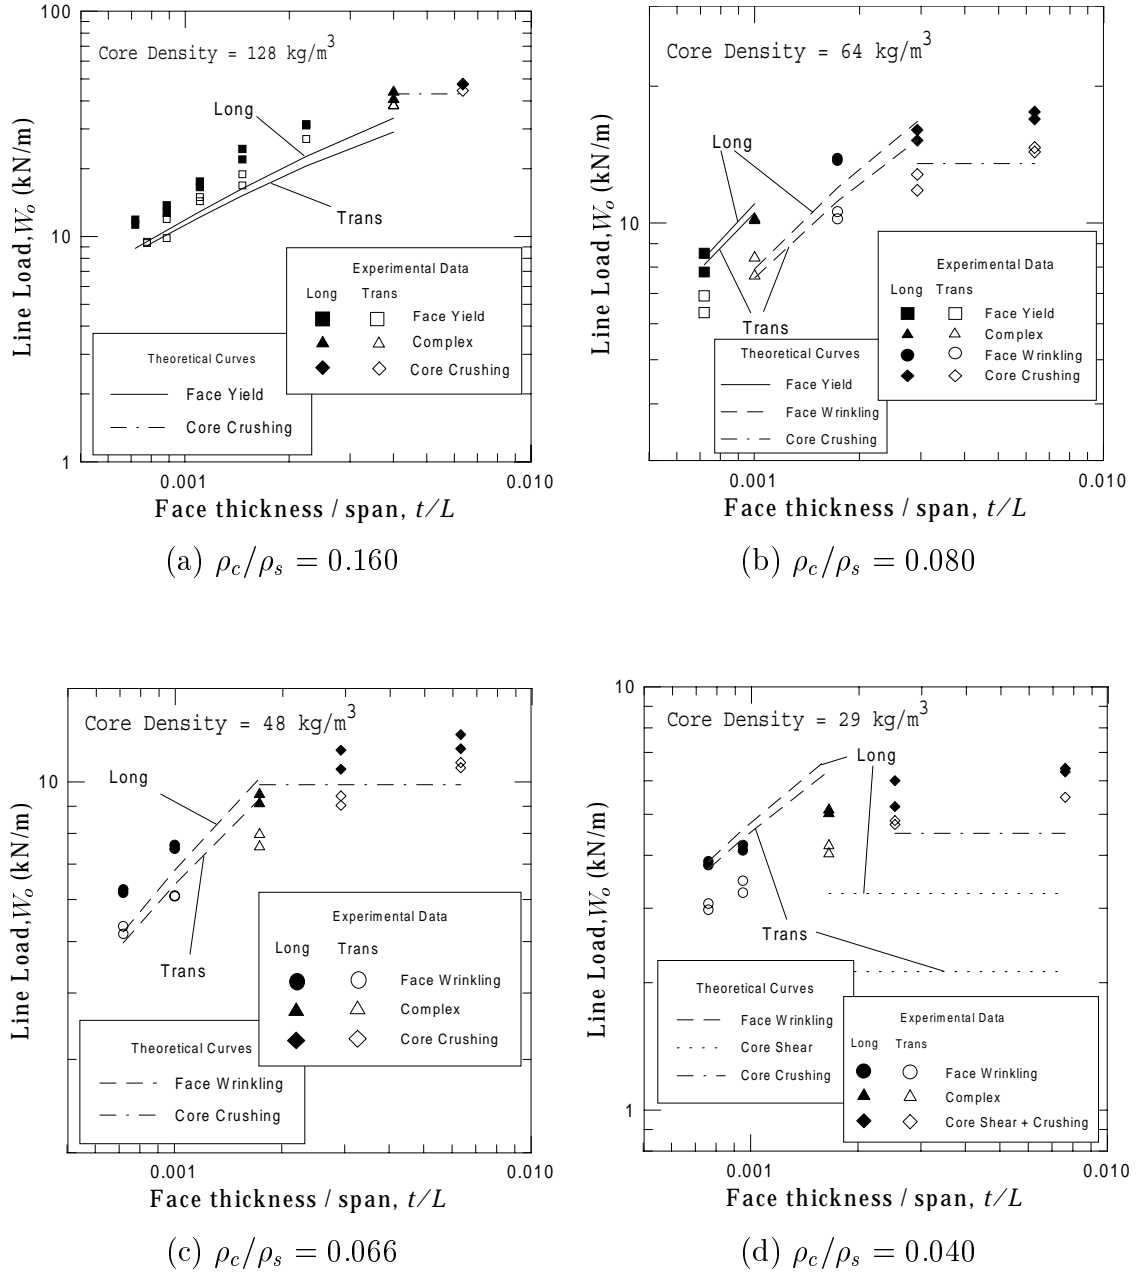 100
Core Density = 128 kg/m3
Long
Trans
10
1
Line Load, Wo (kN/m)
Experimental Data
Long Trans
Face Yield
Complex
Core Crushing
Theoretical Curves
Face Yield
Core Crushing
0.001 0.010
Face thickness / span, t/L
(a) ρc/ρs = 0.160
Core Density = 64 kg/m3
Long
Trans
10
Line Load, Wo (kN/m)
Experimental Data
Long Trans
Face Yield
Complex
Face Wrinkling
Core Crushing
Theoretical Curves
Face Yield
Face Wrinkling
Core Crushing
0.001 0.010
Face thickness / span, t/L
(b) ρc/ρs = 0.080
Core Density = 48 kg/m3
Long
Trans
10
Line Load, Wo (kN/m)
Experimental Data
Long Trans
Face Wrinkling
Complex
Core Crushing
Theoretical Curves
Face Wrinkling
Core Crushing
0.001 0.010
Face thickness / span, t/L
(c) ρc/ρs = 0.066
10
Core Density = 29 kg/m3
Long
Trans
1
Line Load, Wo (kN/m)
Theoretical Curves
Face Wrinkling
Core Shear
Core Crushing
Experimental Data
Long Trans
Face Wrinkling
Complex
Core Shear + Crushing
0.001 0.010
Face thickness / span, t/L
(d) ρc/ρs = 0.040